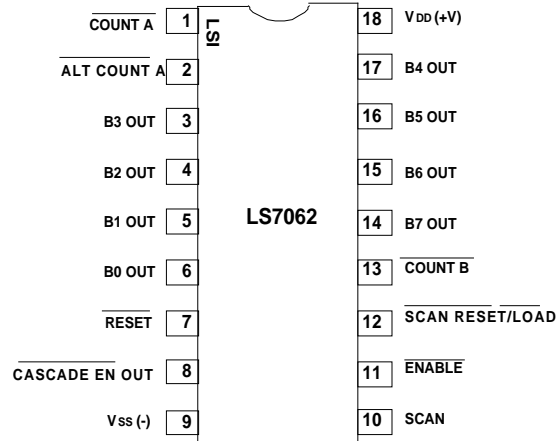 COUNT A 1
ALT COUNT A 2
B3 OUT 3
B2 OUT 4
B1 OUT 5
B0 OUT 6
RESET 7
CASCADE EN OUT 8
Vss (-) 9
LSI
LS7062
18 VDD (+V)
17 B4 OUT
16 B5 OUT
15 B6 OUT
14 B7 OUT
13 COUNT B
12 SCAN RESET/LOAD
11 ENABLE
10 SCAN